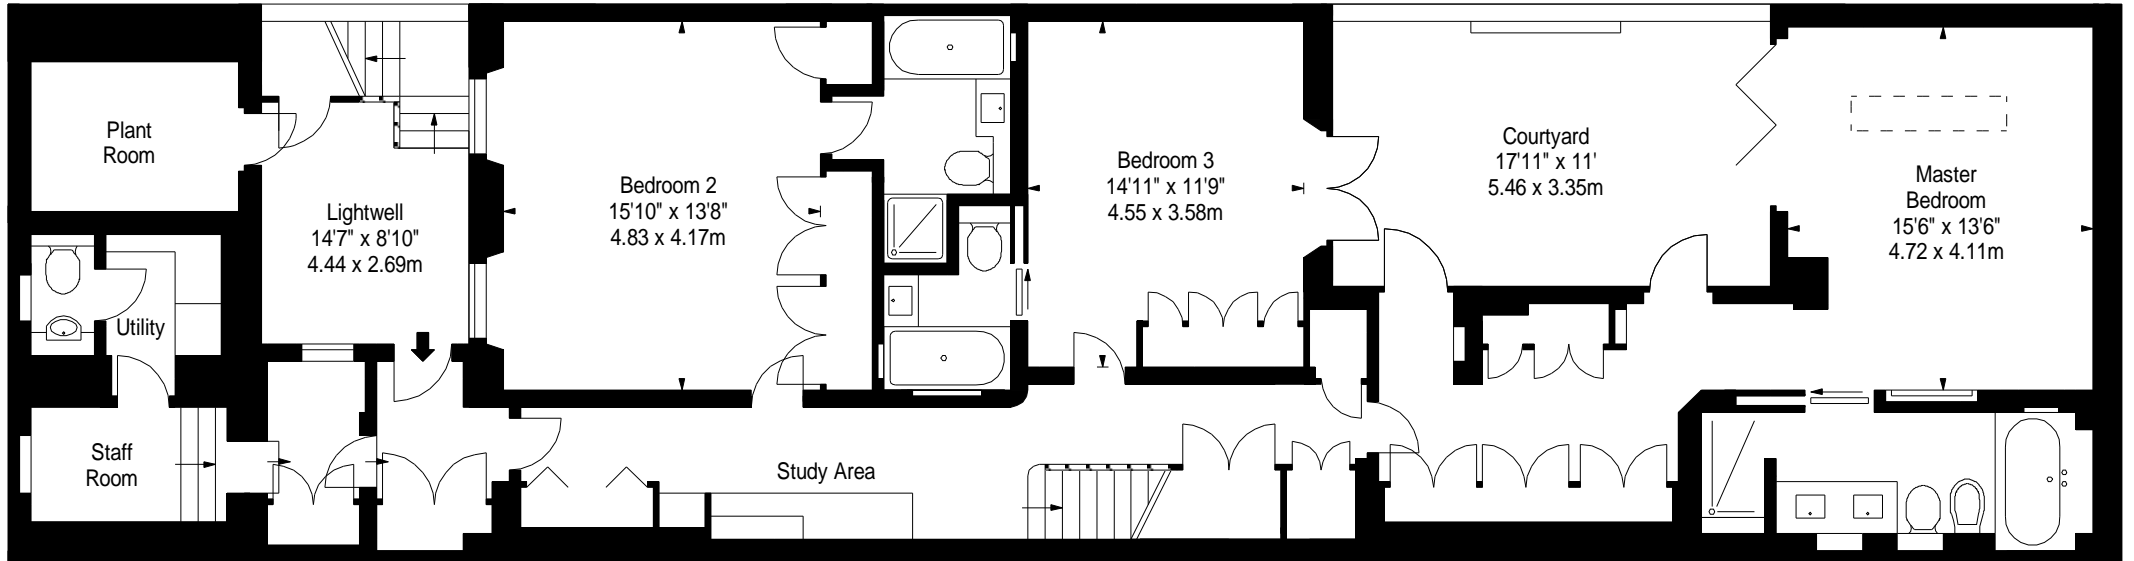 Plant
Room
Lightwell
14'7" x 8'10"
4.44 x 2.69m
Utility
Staff
Room
Bedroom 2
15'10" x 13'8"
4.83 x 4.17m
Study Area
Bedroom 3
14'11" x 11'9"
4.55 x 3.58m
Courtyard
17'11" x 11'
5.46 x 3.35m
Master
Bedroom
15'6" x 13'6"
4.72 x 4.11m